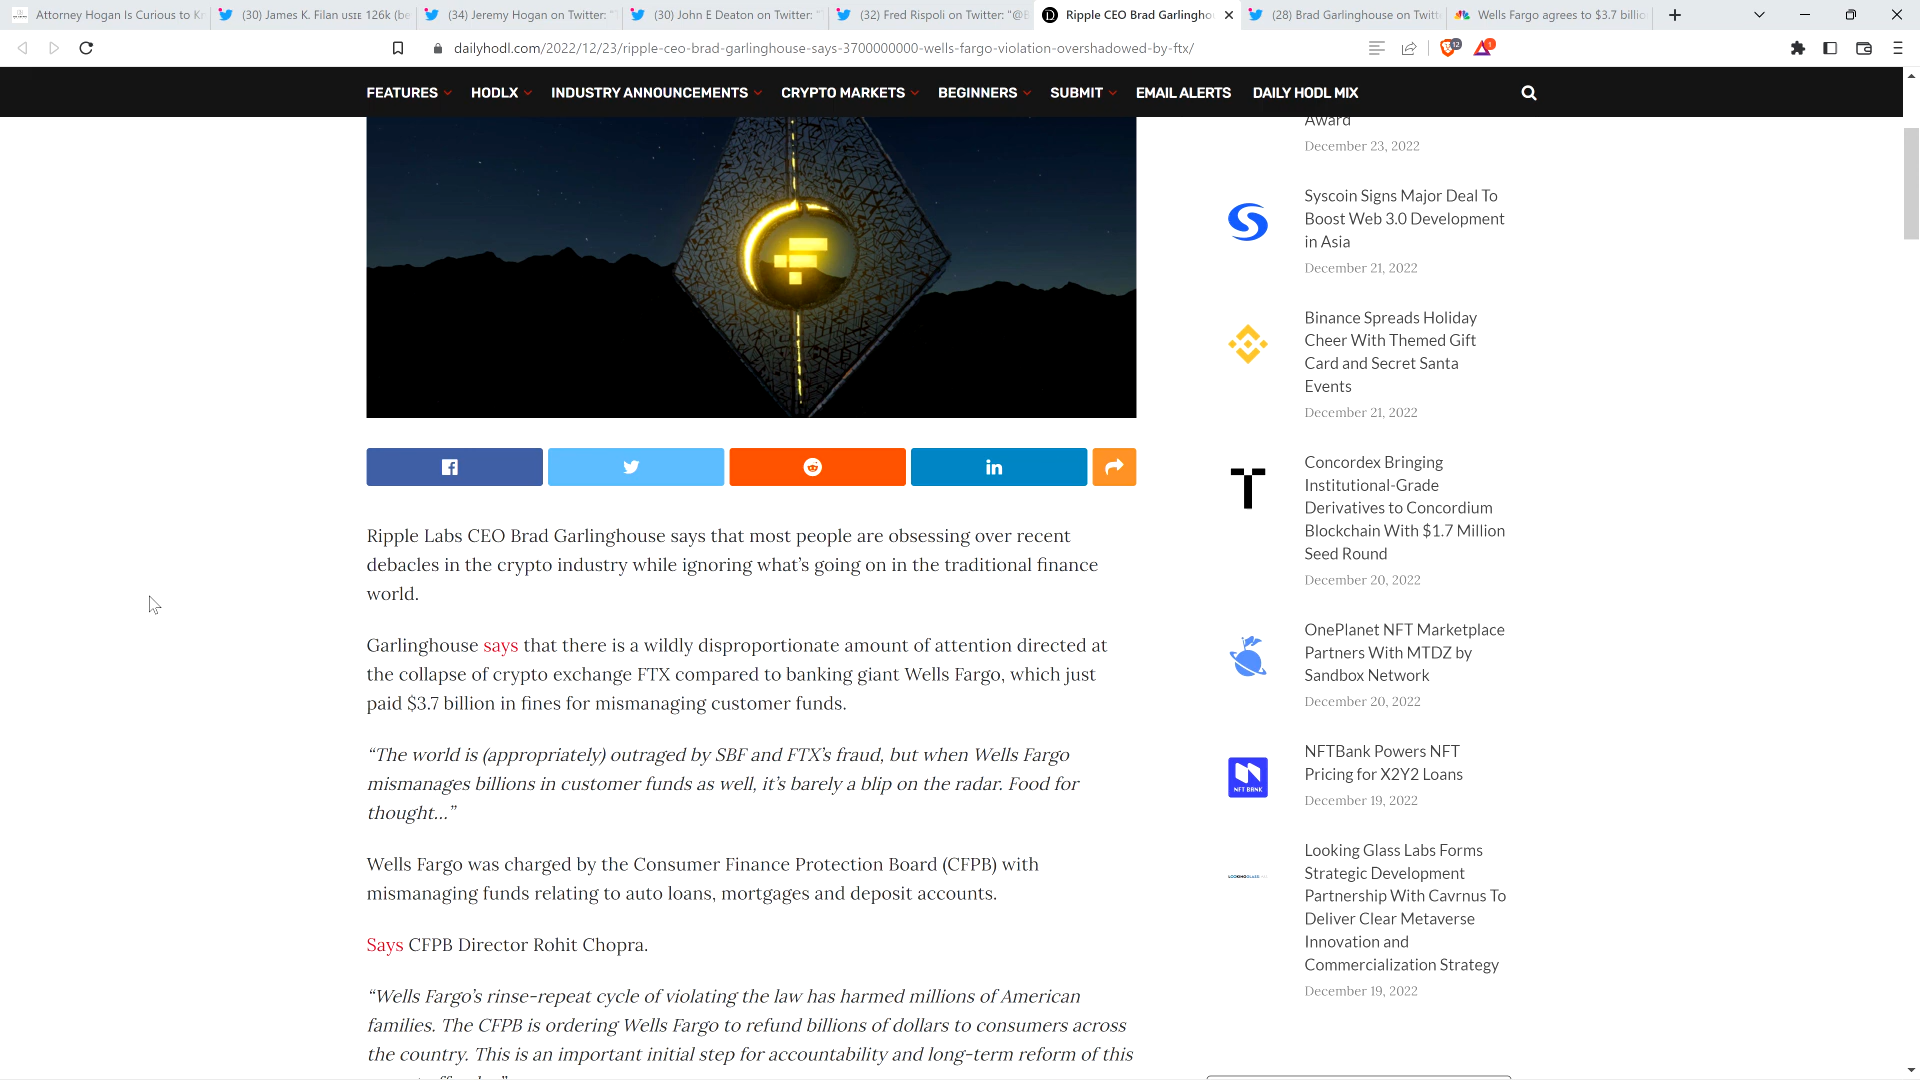 Attorney Hogan Is Curious to K
(30) James K. Filan 🇺🇸🇮🇪 126k (be
(34) Jeremy Hogan on Twitter: "
(30) John E Deaton on Twitter: "
(32) Fred Rispoli on Twitter: "@B
Ripple CEO Brad Garlingho
(28) Brad Garlinghouse on Twitt
Wells Fargo agrees to $3.7 billio
dailyhodl.com/2022/12/23/ripple-ceo-brad-garlinghouse-says-3700000000-wells-fargo-violation-overshadowed-by-ftx/
12
1
FEATURES HODLX INDUSTRY ANNOUNCEMENTS CRYPTO MARKETS BEGINNERS SUBMIT EMAIL ALERTS DAILY HODL MIX
Ripple Labs CEO Brad Garlinghouse says that most people are obsessing over recent
debacles in the crypto industry while ignoring what's going on in the traditional finance
world.
Garlinghouse says that there is a wildly disproportionate amount of attention directed at
the collapse of crypto exchange FTX compared to banking giant Wells Fargo, which just
paid $3.7 billion in fines for mismanaging customer funds.
"The world is (appropriately) outraged by SBF and FTX's fraud, but when Wells Fargo
mismanages billions in customer funds as well, it's barely a blip on the radar. Food for
thought…"
Wells Fargo was charged by the Consumer Finance Protection Board (CFPB) with
mismanaging funds relating to auto loans, mortgages and deposit accounts.
Says CFPB Director Rohit Chopra.
"Wells Fargo's rinse-repeat cycle of violating the law has harmed millions of American
families. The CFPB is ordering Wells Fargo to refund billions of dollars to consumers across
the country. This is an important initial step for accountability and long-term reform of this
Award
December 23, 2022
Syscoin Signs Major Deal To
Boost Web 3.0 Development
in Asia
December 21, 2022
Binance Spreads Holiday
Cheer With Themed Gift
Card and Secret Santa
Events
December 21, 2022
Concordex Bringing
Institutional-Grade
Derivatives to Concordium
Blockchain With $1.7 Million
Seed Round
December 20, 2022
OnePlanet NFT Marketplace
Partners With MTDZ by
Sandbox Network
December 20, 2022
NFT BANK
NFTBank Powers NFT
Pricing for X2Y2 Loans
December 19, 2022
Looking Glass Labs Forms
Strategic Development
Partnership With Cavrnus To
Deliver Clear Metaverse
Innovation and
Commercialization Strategy
December 19, 2022